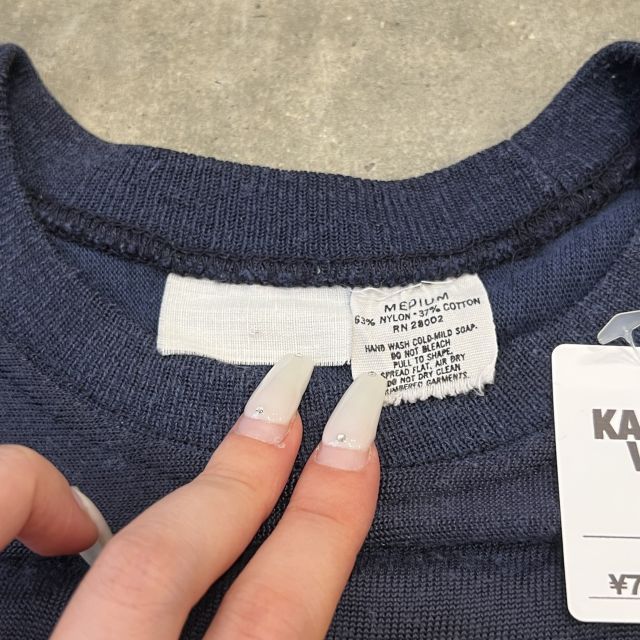 MEDIUM
63% NYLON • 37% COTTON
RN 28002
HAND WASH COLD-MILD SOAP.
DO NOT BLEACH
PULL TO SHAPE.
SPREAD FLAT, AIR DRY
DO NOT DRY CLEAN
GARMENTS.
KA
¥7